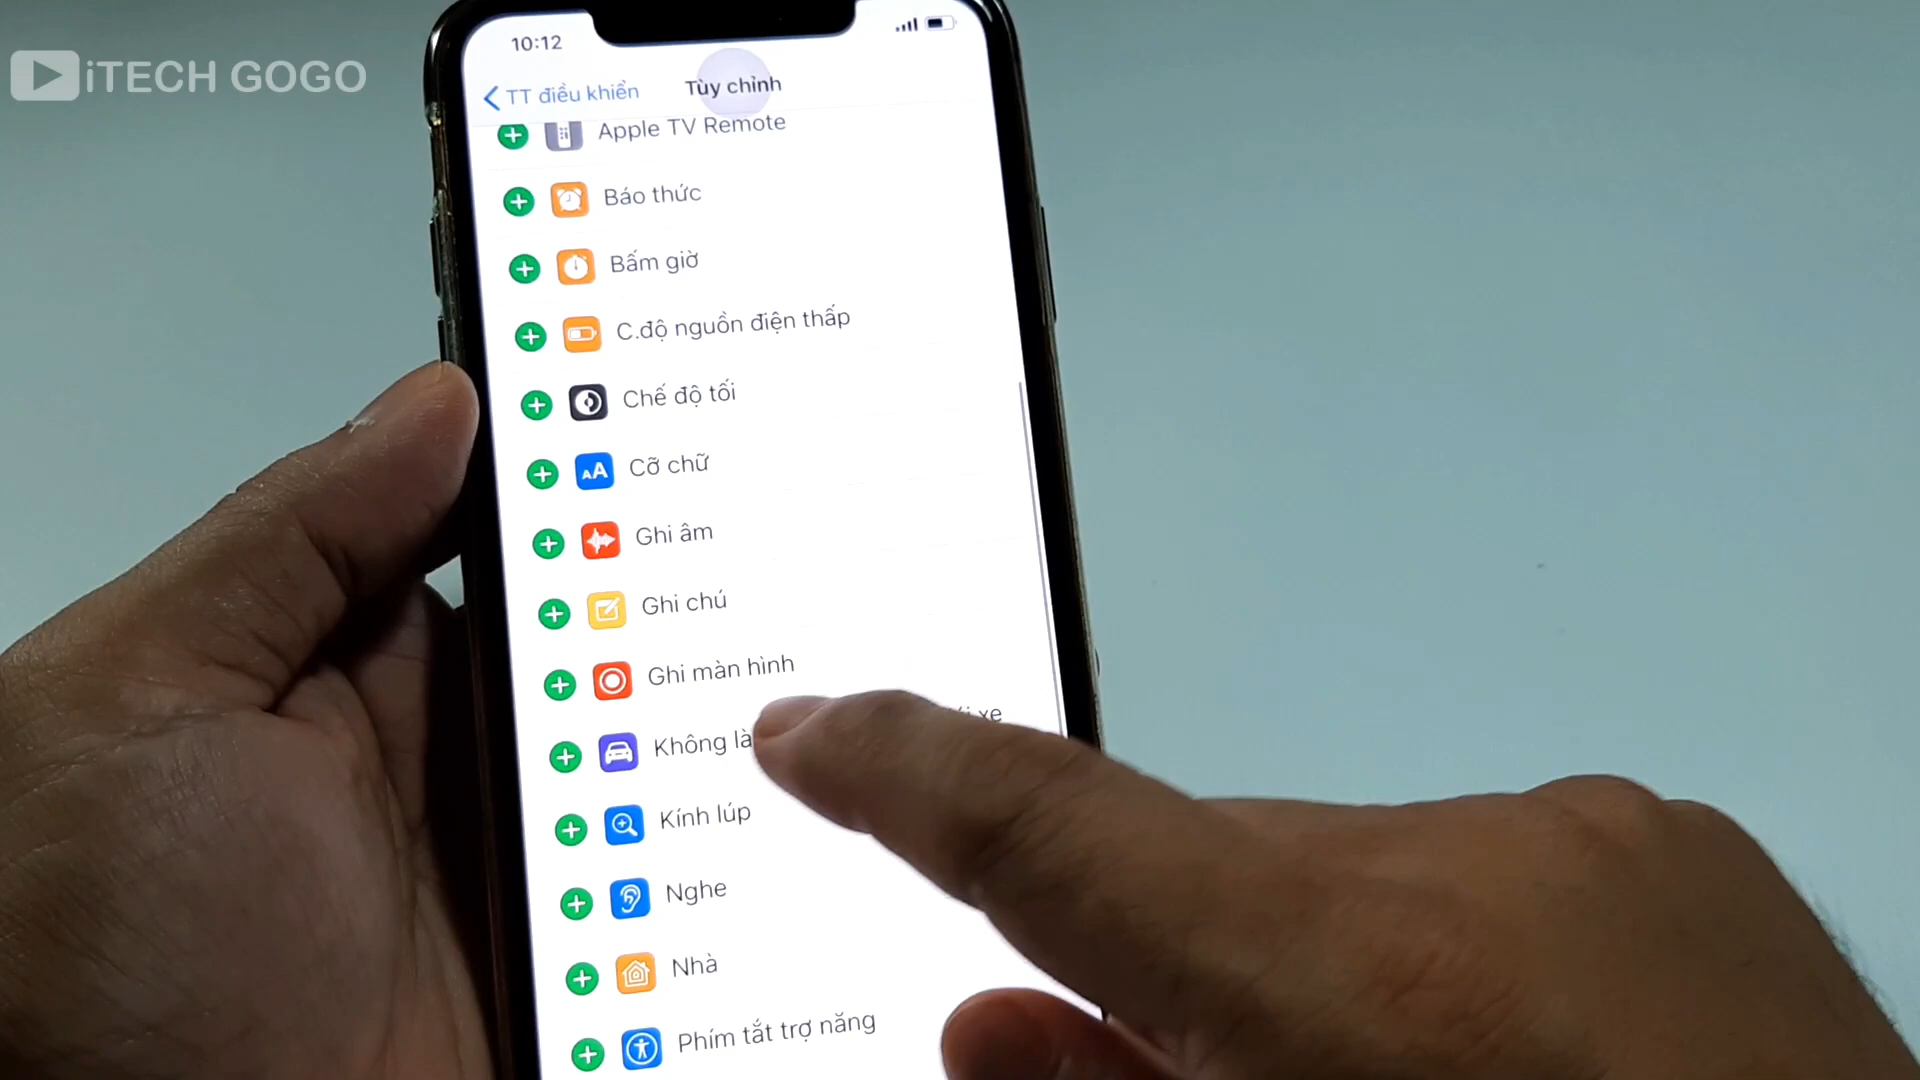 iTECH GOGO
10:12
TT điều khiển
Tùy chỉnh
Apple TV Remote
Báo thức
Bấm giờ
C.độ nguồn điện thấp
Chế độ tối
AA Cỡ chữ
Ghi âm
Ghi chú
Ghi màn hình
Không xe
Kính lúp
Nghe
Nhà
Phím tắt trợ năng